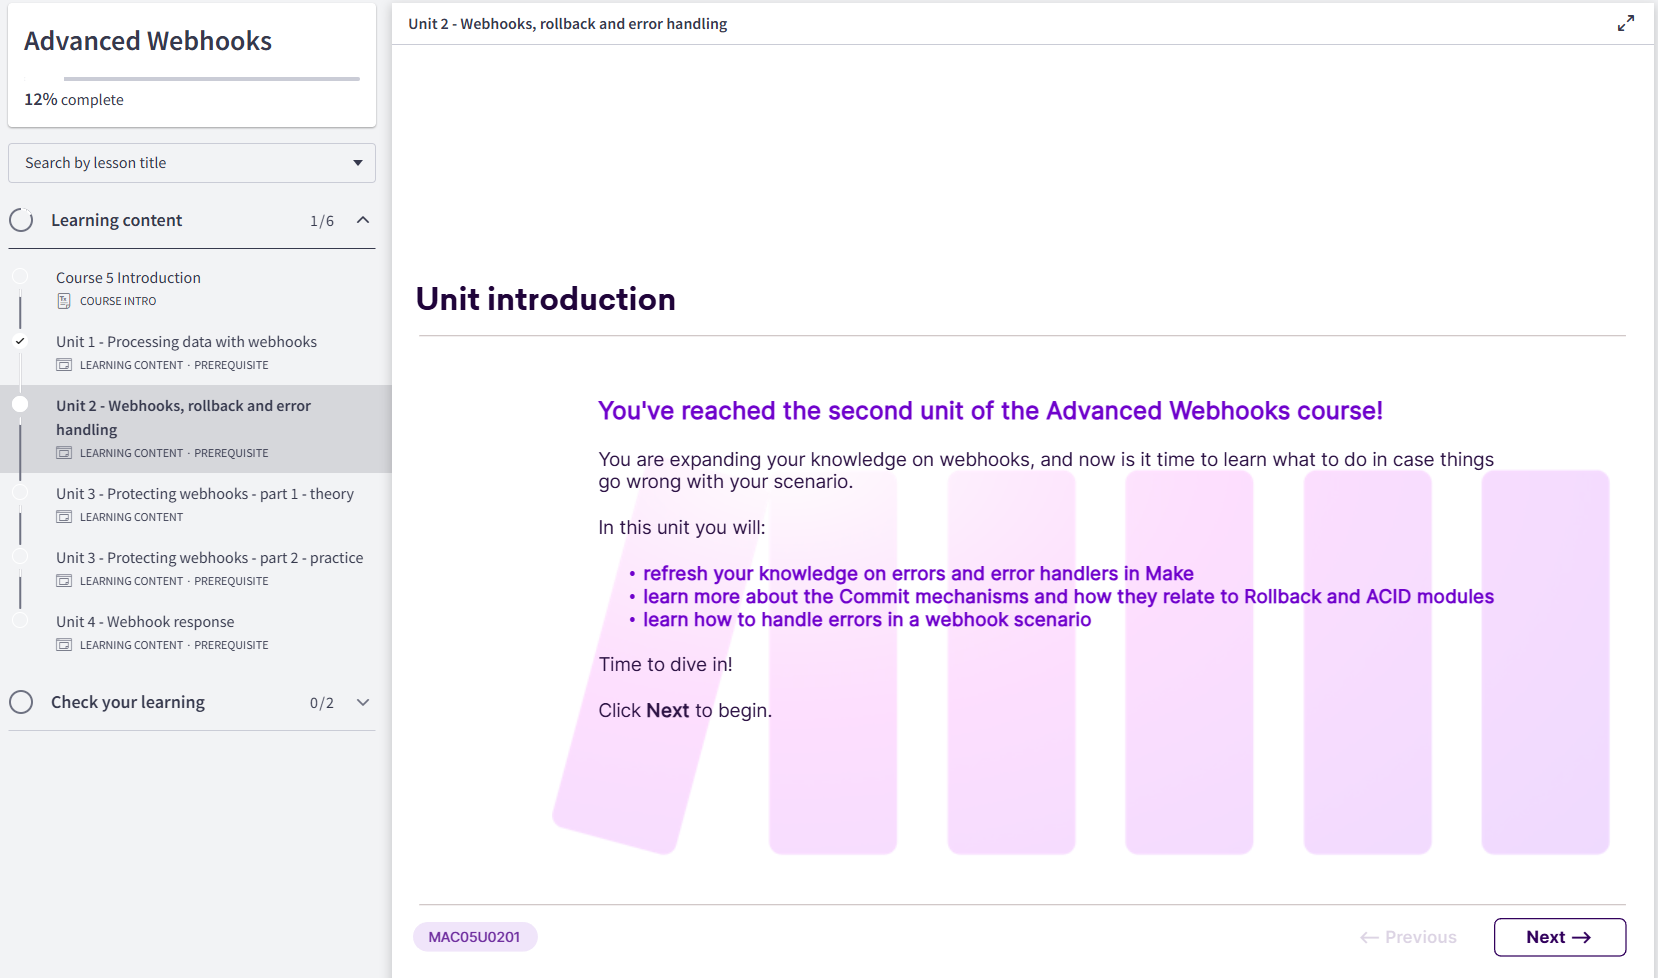 Advanced Webhooks
12% complete
Search by lesson title
Learning content 1/6
Course 5 Introduction
COURSE INTRO
Unit 1 - Processing data with webhooks
LEARNING CONTENT · PREREQUISITE
Unit 2 - Webhooks, rollback and error
handling
LEARNING CONTENT · PREREQUISITE
Unit 3 - Protecting webhooks - part 1 - theory
LEARNING CONTENT
Unit 3 - Protecting webhooks - part 2 - practice
LEARNING CONTENT · PREREQUISITE
Unit 4 - Webhook response
LEARNING CONTENT · PREREQUISITE
Check your learning 0/2
Unit 2 - Webhooks, rollback and error handling
Unit introduction
You've reached the second unit of the Advanced Webhooks course!
You are expanding your knowledge on webhooks, and now is it time to learn what to do in case things
go wrong with your scenario.
In this unit you will:
• refresh your knowledge on errors and error handlers in Make
• learn more about the Commit mechanisms and how they relate to Rollback and ACID modules
• learn how to handle errors in a webhook scenario
Time to dive in!
Click Next to begin.
MAC05U0201
← Previous
Next →